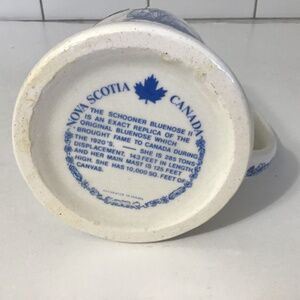 NOVA SCOTIA CANADA
THE SCHOONER BLUENOSE II
IS AN EXACT REPLICA OF THE
ORIGINAL BLUENOSE WHICH
BROUGHT FAME TO CANADA DURING
THE 1920'S. — SHE IS 285 TONS
DISPLACEMENT, 143 FEET IN LENGTH
AND HER MAIN MAST IS 125 FEET
HIGH. SHE HAS 10,000 SQ. FEET OF
CANVAS.